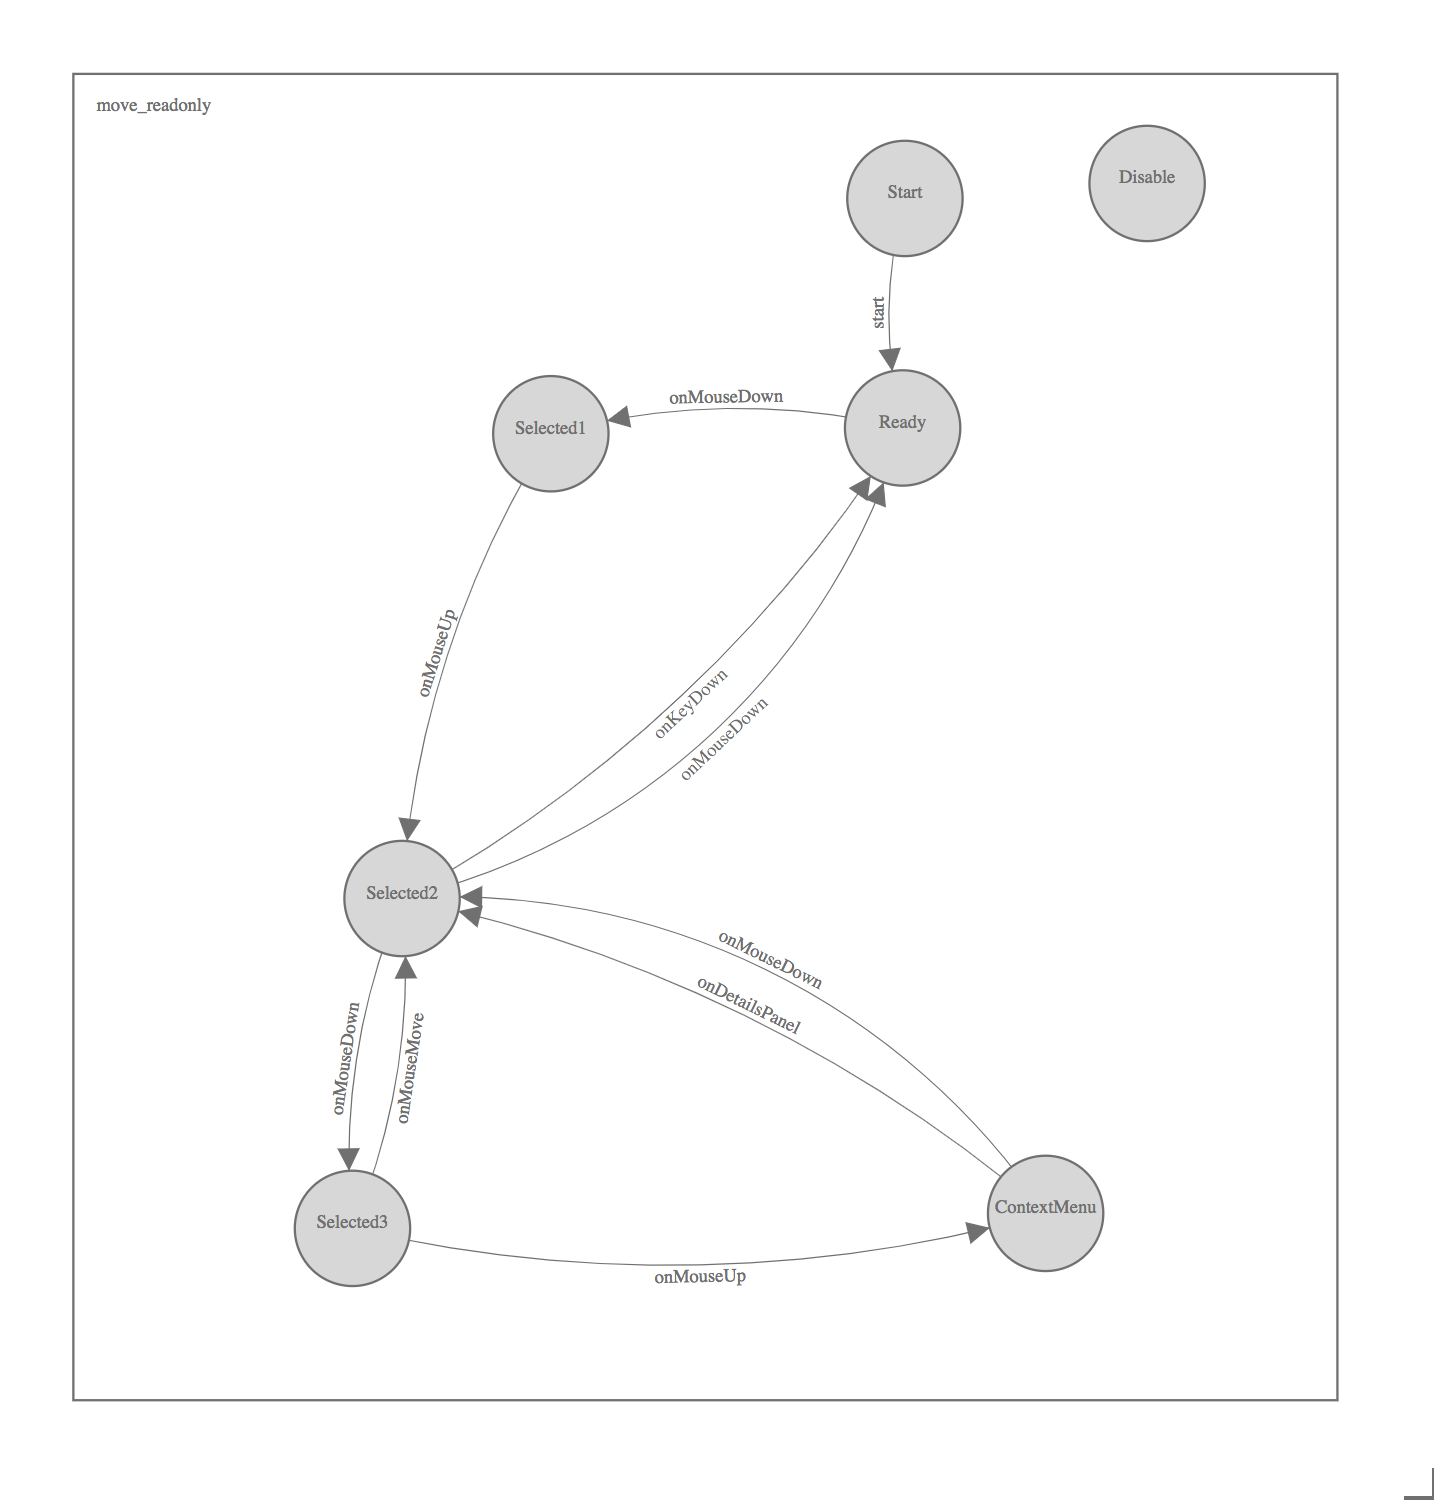 move_readonly
Disable
Start
start
onMouseDown
Ready
Selected1
onMouseUp
onKeyDown
onMouseDown
Selected2
onMouseDown
onDetailsPanel
onMouseDown
onMouseMove
ContextMenu
Selected3
onMouseUp